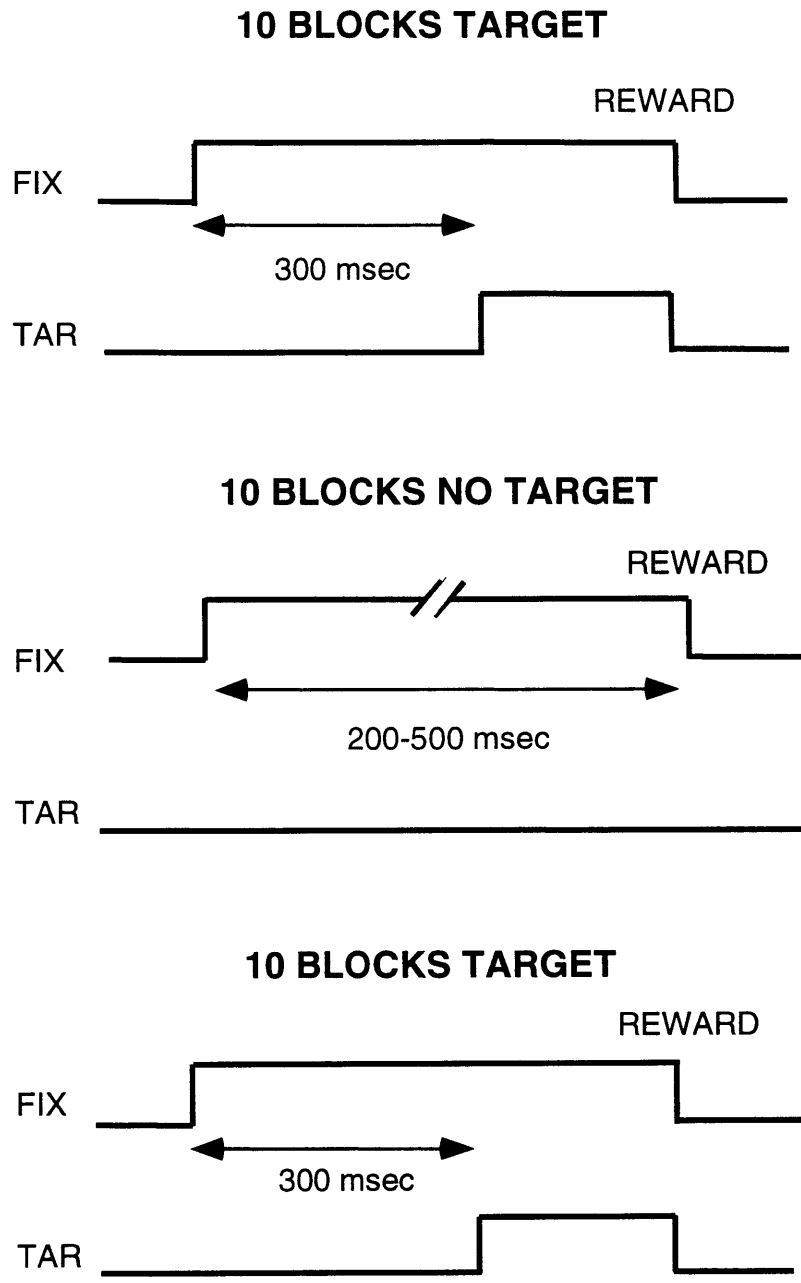 10 BLOCKS TARGET
REWARD
FIX
300 msec
TAR
10 BLOCKS NO TARGET
REWARD
FIX
200-500 msec
TAR
10 BLOCKS TARGET
REWARD
FIX
300 msec
TAR